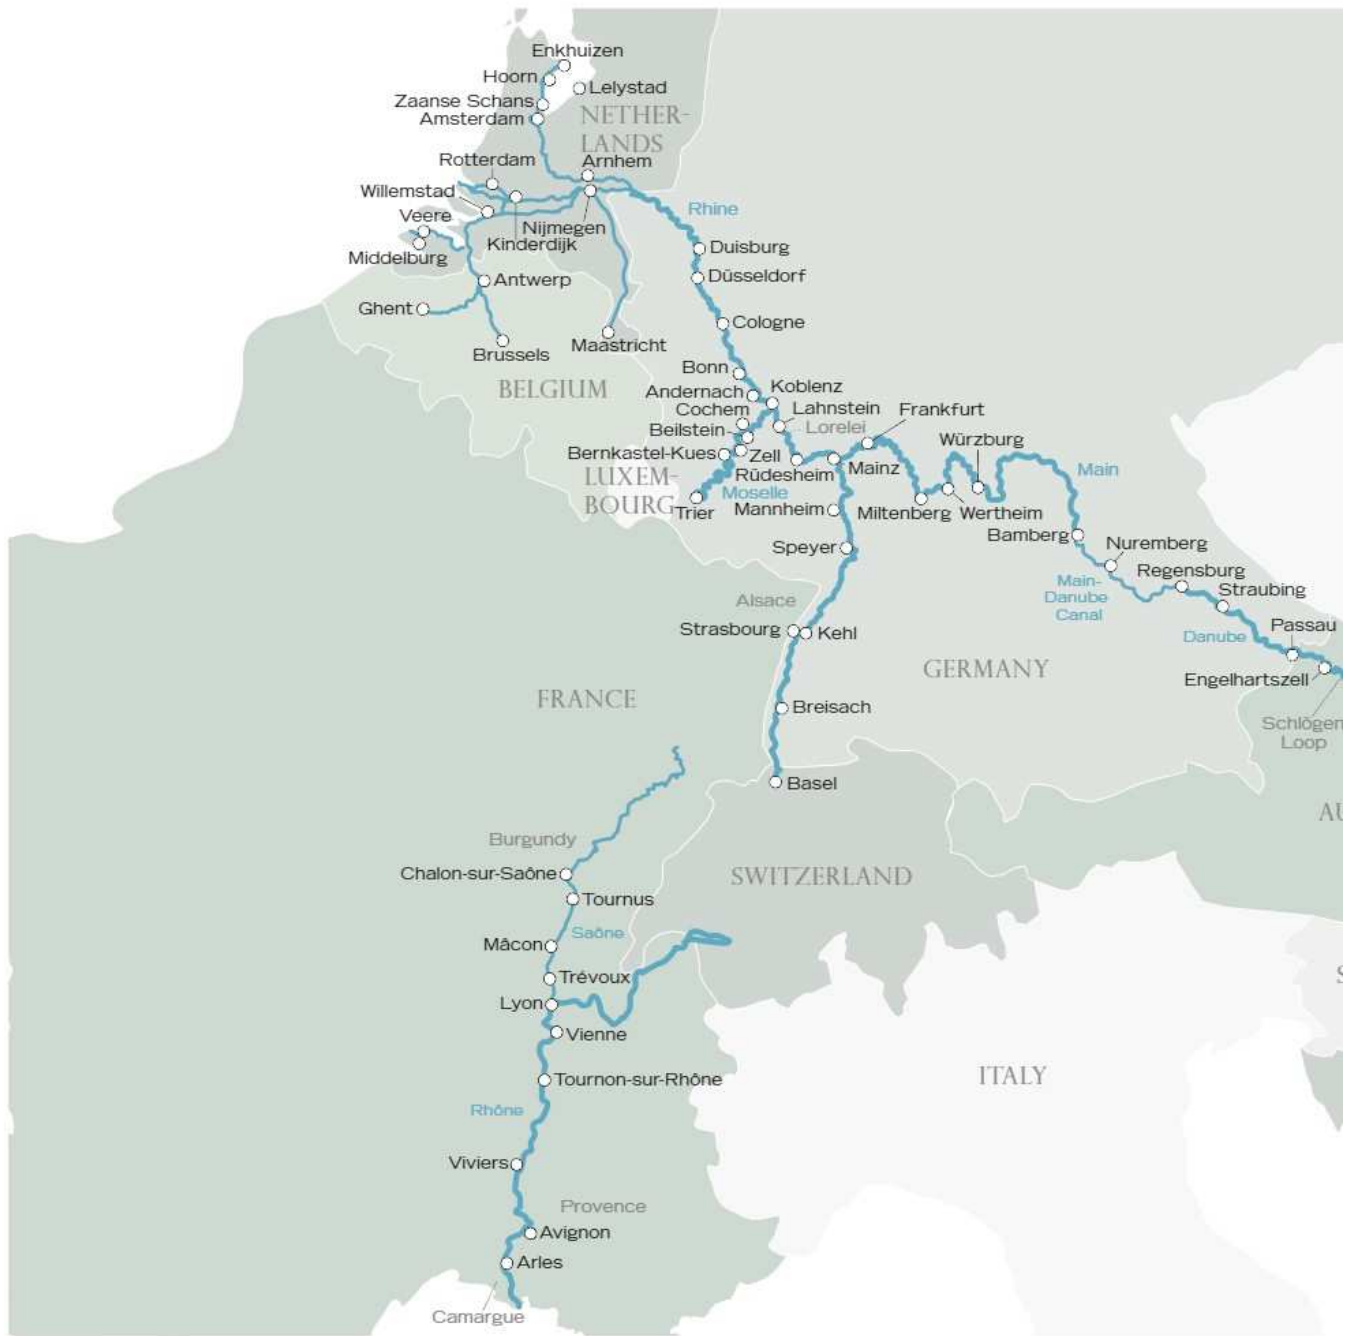 Enkhuizen
Hoorn
Lelystad
Zaanse Schans
Amsterdam
NETHER-
LANDS
Rotterdam
Arnhem
Willemstad
Veere
Rhine
Nijmegen
Kinderdijk
Middelburg
Duisburg
Düsseldorf
Antwerp
Ghent
Cologne
Brussels
Maastricht
Bonn
BELGIUM
Andernach
Koblenz
Cochem
Lahnstein
Frankfurt
Lorelei
Beilstein
Würzburg
Bernkastel-Kues
Zell
Rüdesheim
Mainz
Main
LUXEM-
BOURG
Moselle
Trier
Mannheim
Miltenberg
Wertheim
Bamberg
Speyer
Nuremberg
Regensburg
Main-
Danube
Canal
Straubing
Alsace
Strasbourg
Kehl
Danube
Passau
GERMANY
Engelhartszell
FRANCE
Breisach
Schlögen
Loop
Basel
AU
Burgundy
Chalon-sur-Saône
SWITZERLAND
Tournus
Saône
Mâcon
Trévoux
S
Lyon
Vienne
ITALY
Tournon-sur-Rhône
Rhône
Viviers
Provence
Avignon
Arles
Camargue